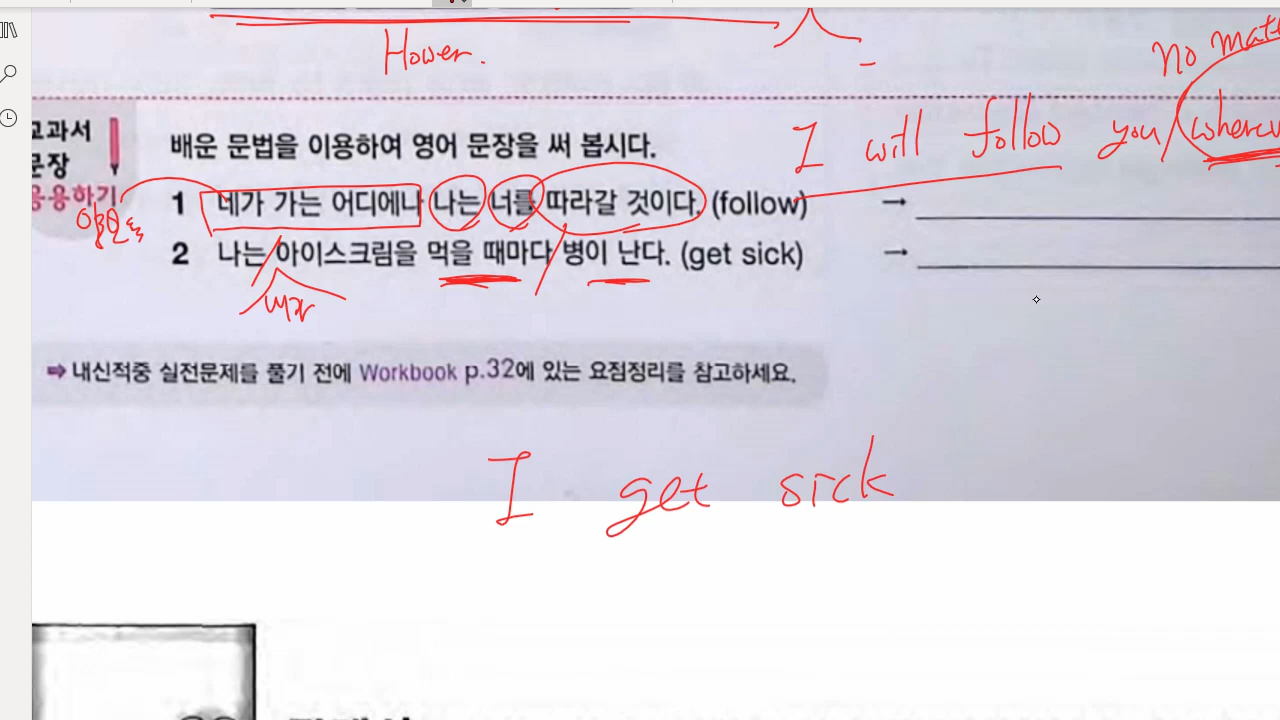 Hower.
No
I will follow you
교과서
문장
응용하기
배운 문법을 이용하여 영어 문장을 써 봅시다.
1 네가 가는 어디에나 나는 너를 따라갈 것이다. (follow) →
2 나는 아이스크림을 먹을 때마다 병이 난다. (get sick) →
➡ 내신적중 실전문제를 풀기 전에 Workbook p.32에 있는 요점정리를 참고하세요.
I get sick